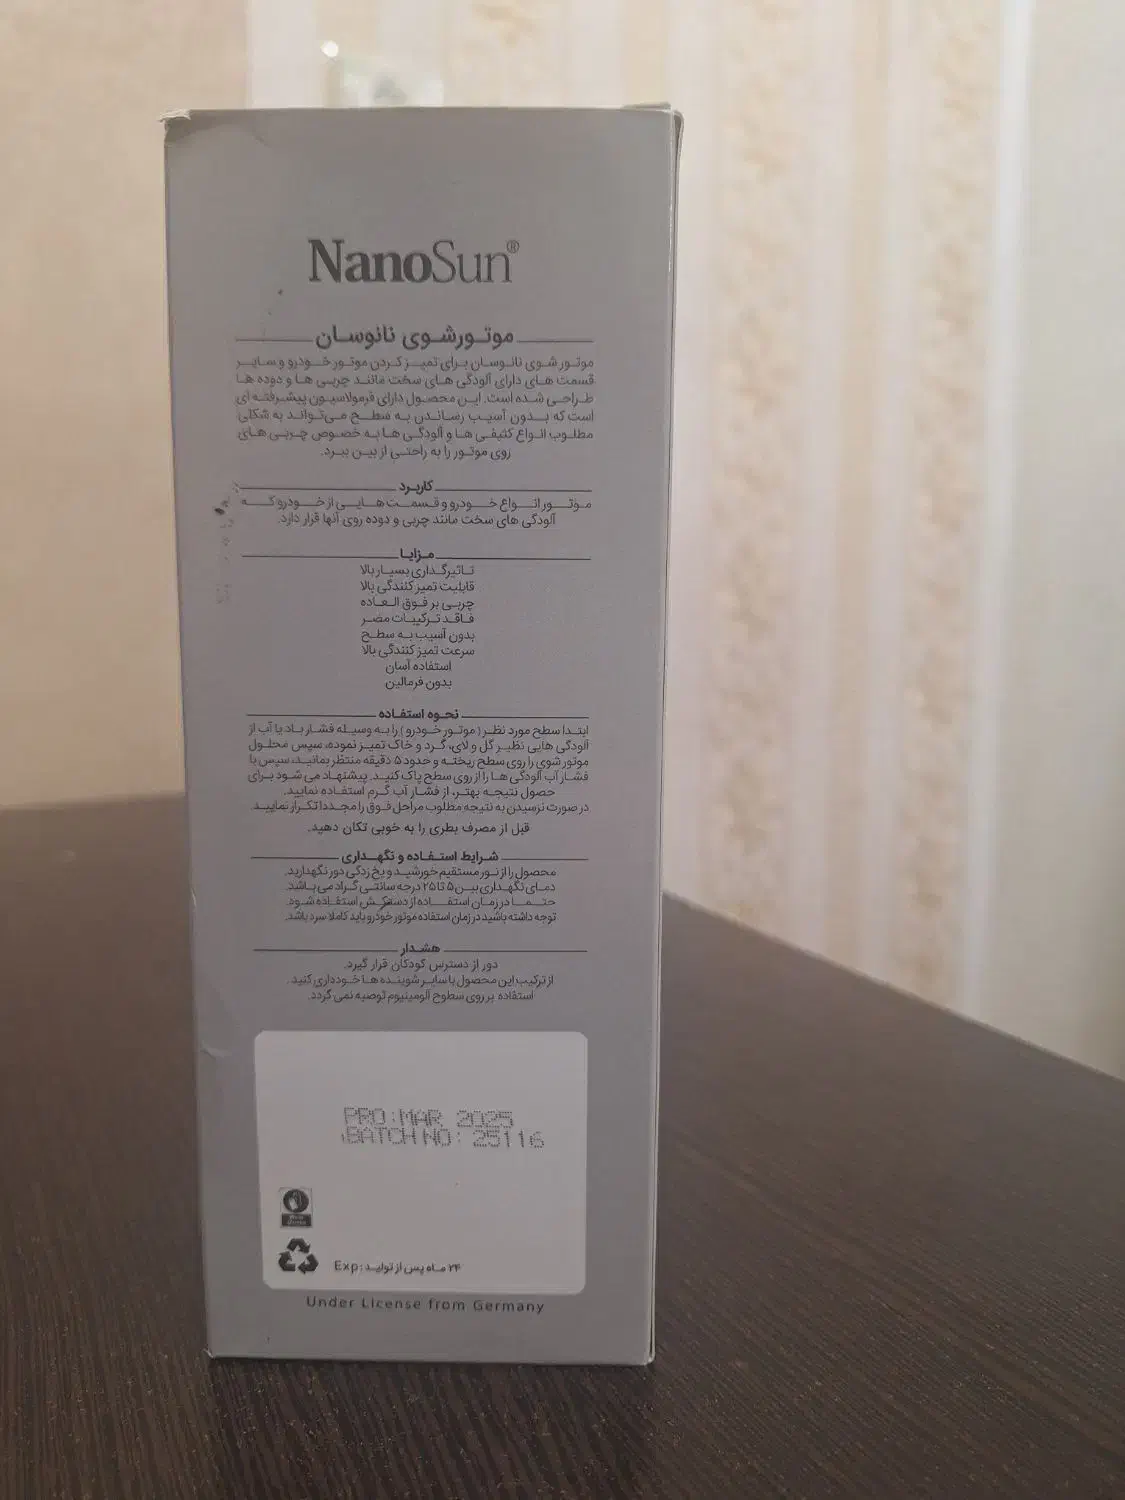 NanoSun®
موتورشوی نانوسان
موتور شوی نانوسان برای تمیز کردن موتور خودرو و سایر
قسمت های دارای آلودگی های سخت مانند چربی ها و دوده ها
طراحی شده است. این محصول دارای فرمولاسیون پیشرفته ای
است که بدون آسیب رساندن به سطح می‌تواند به شکلی
مطلوب انواع کثیفی ها و آلودگی ها به خصوص چربی های
روی موتور را به راحتی از بین ببرد.
کاربرد
موتور انواع خودرو و قسمت هایی از خودرو که
آلودگی های سخت مانند چربی و دوده روی آنها قرار دارد.
مزایا
تاثیرگذاری بسیار بالا
قابلیت تمیز کنندگی بالا
چربی بر فوق العاده
فاقد ترکیبات مضر
بدون آسیب به سطح
سرعت تمیز کنندگی بالا
استفاده آسان
بدون فرمالین
نحوه استفاده
ابتدا سطح مورد نظر ( موتور خودرو ) را به وسیله فشار باد یا آب از
آلودگی هایی نظیر گل و لای، گرد و خاک تمیز نموده، سپس محلول
موتور شوی را روی سطح ریخته و حدود ۵ دقیقه منتظر بمانید، سپس با
فشار آب آلودگی ها را از روی سطح پاک کنید. پیشنهاد می شود برای
حصول نتیجه بهتر، از فشار آب گرم استفاده نمایید.
در صورت نرسیدن به نتیجه مطلوب مراحل فوق را مجددا تکرار نمایید.
قبل از مصرف بطری را به خوبی تکان دهید.
شرایط استفاده و نگهداری
محصول را از نور مستقیم خورشید و یخ زدگی دور نگهدارید.
دمای نگهداری بین ۵ تا ۲۵ درجه سانتی گراد می باشد.
حتما در زمان استفاده از دستکش استفاده شود.
توجه داشته باشید در زمان استفاده موتور خودرو باید کاملا سرد باشد.
هشدار
دور از دسترس کودکان قرار گیرد.
از ترکیب این محصول با سایر شوینده ها خودداری کنید.
استفاده بر روی سطوح آلومینیوم توصیه نمی گردد.
PRO:MAR 2025
BATCH NO: 25116
Exp: ۲۴ ماه پس از تولید
Under License from Germany